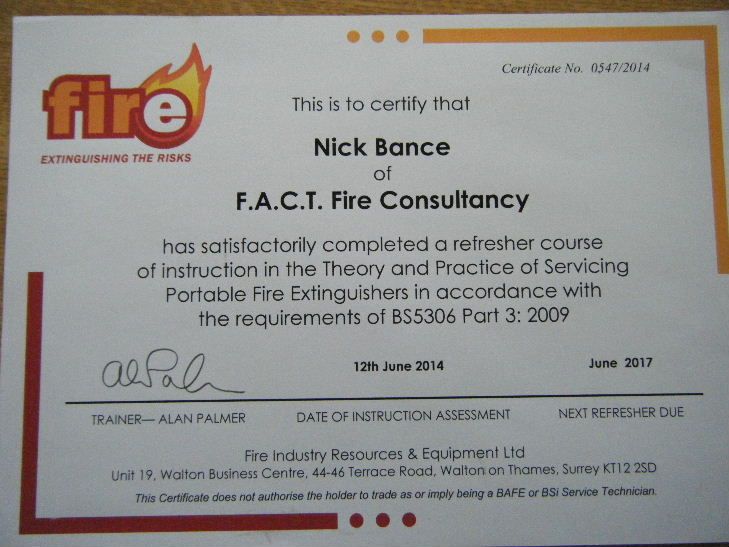 Certificate No. 0547/2014
fire
EXTINGUISHING THE RISKS
This is to certify that
Nick Bance
of
F.A.C.T. Fire Consultancy
has satisfactorily completed a refresher course
of instruction in the Theory and Practice of Servicing
Portable Fire Extinguishers in accordance with
the requirements of BS5306 Part 3: 2009
12th June 2014
June 2017
TRAINER— ALAN PALMER
DATE OF INSTRUCTION ASSESSMENT
NEXT REFRESHER DUE
Fire Industry Resources & Equipment Ltd
Unit 19, Walton Business Centre, 44-46 Terrace Road, Walton on Thames, Surrey KT12 2SD
This Certificate does not authorise the holder to trade as or imply being a BAFE or BSi Service Technician.